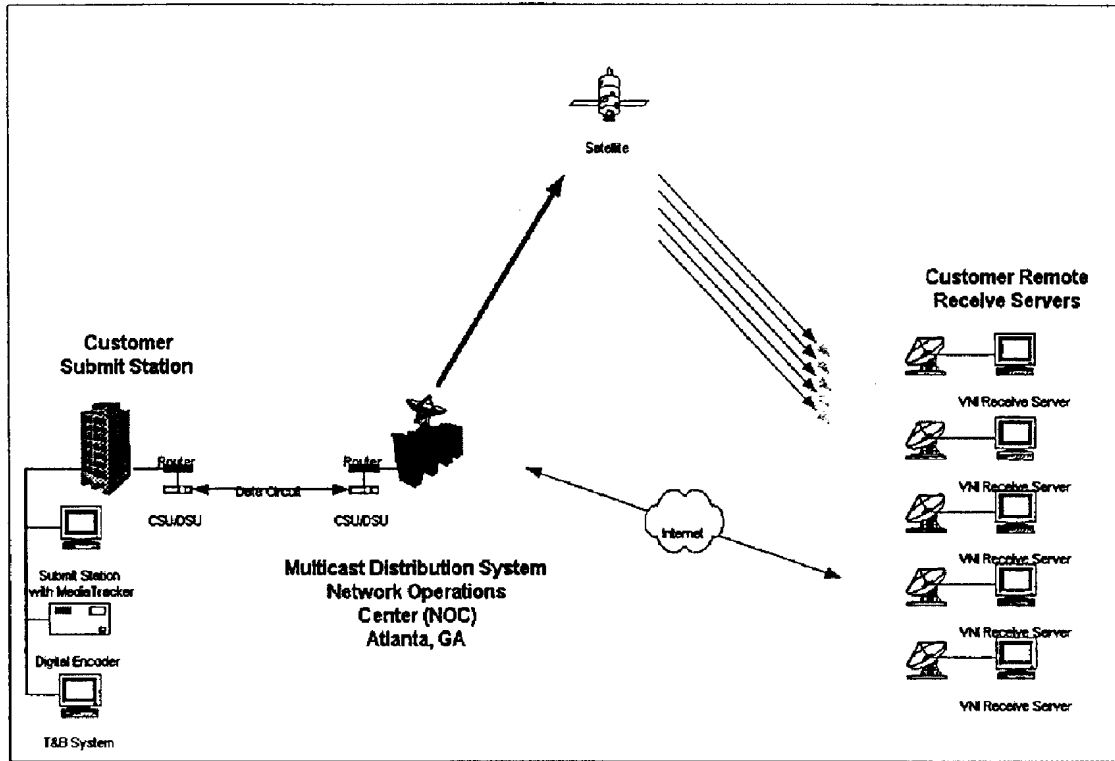 Satellite
Customer Remote
Receive Servers
VNI Receive Server
VNI Receive Server
VNI Receive Server
VNI Receive Server
VNI Receive Server
Customer
Submit Station
Router
CSU/DSU
Data Circuit
Router
CSU/DSU
Internet
Multicast Distribution System
Network Operations
Center (NOC)
Atlanta, GA
Submit Station
with MediaTracker
Digital Encoder
T&B System